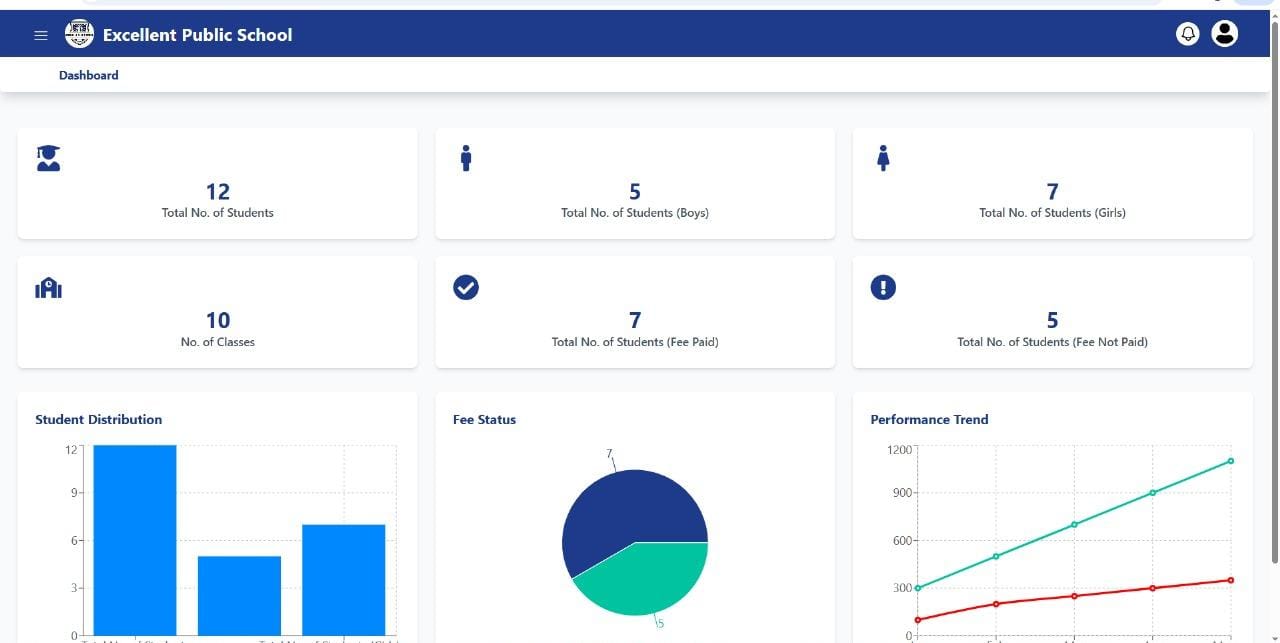 Excellent Public School
Dashboard
12
Total No. of Students
5
Total No. of Students (Boys)
7
Total No. of Students (Girls)
10
No. of Classes
7
Total No. of Students (Fee Paid)
5
Total No. of Students (Fee Not Paid)
Student Distribution
12
9
6
3
0
Fee Status
7
5
Performance Trend
1200
900
600
300
0